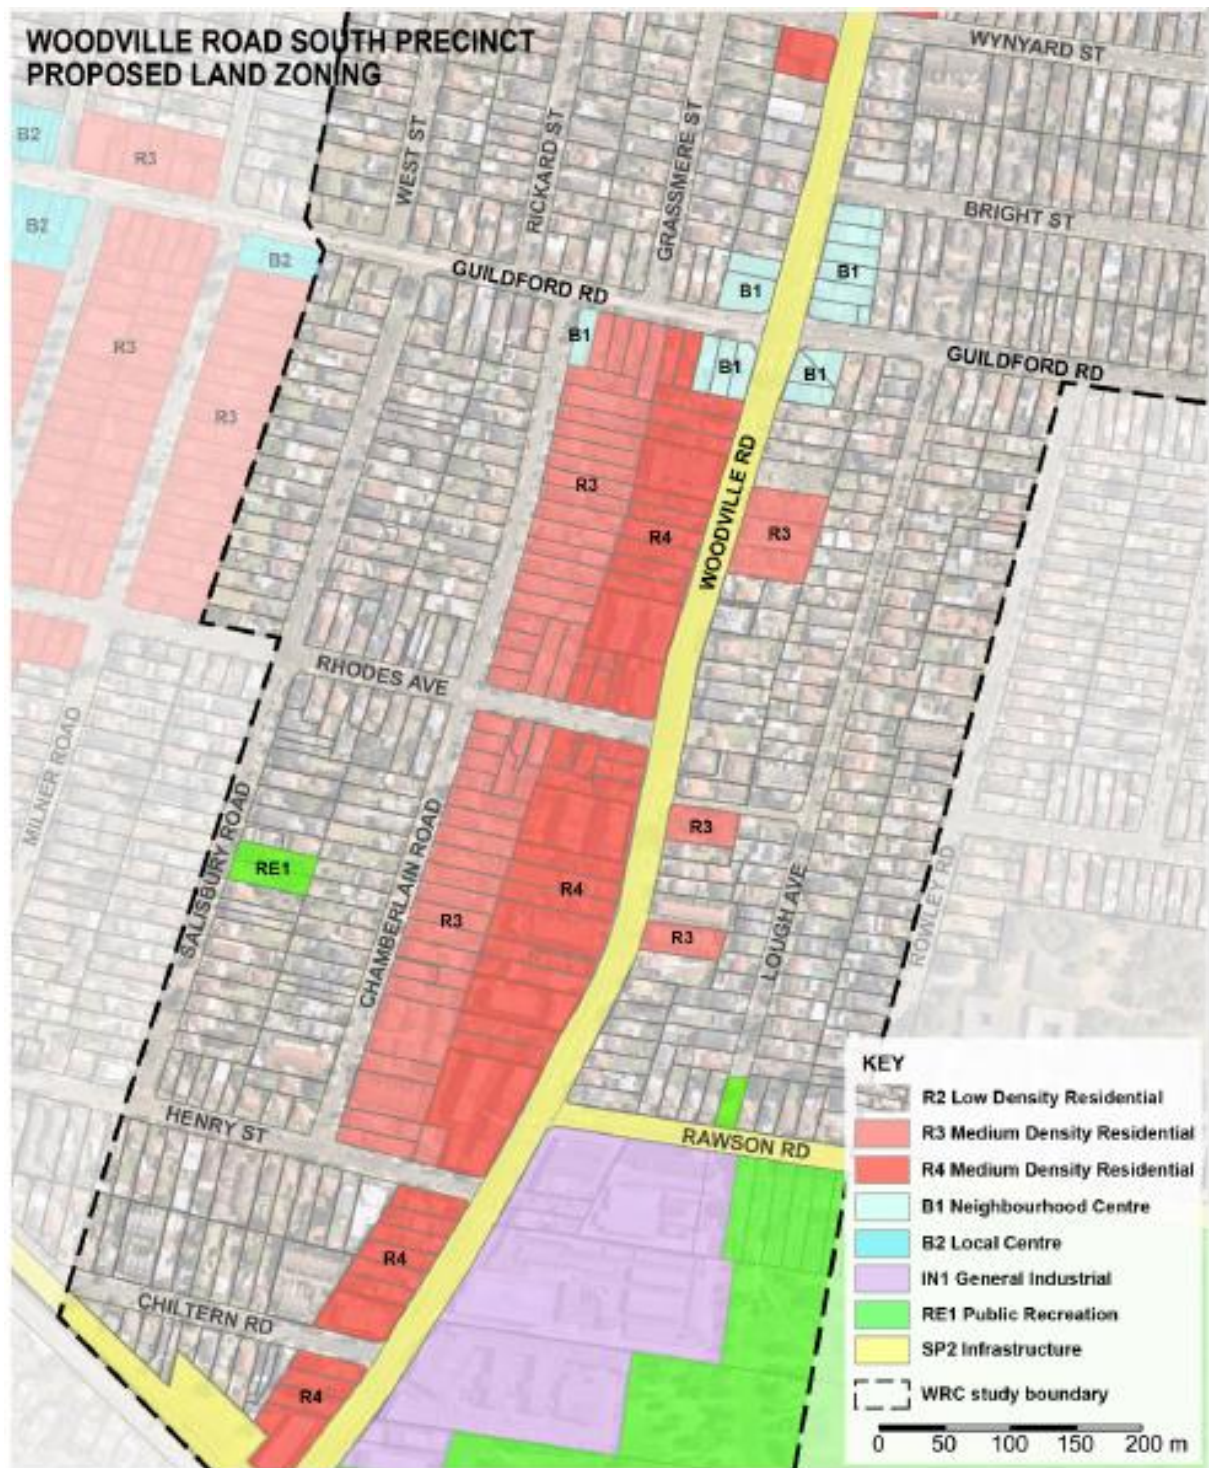 WOODVILLE ROAD SOUTH PRECINCT
PROPOSED LAND ZONING
WYNYARD ST
B2
R3
WEST ST
RICKARD ST
GRASSMERE ST
BRIGHT ST
B2
B2
GUILDFORD RD
B1
B1
B1
B1
B1
GUILDFORD RD
R3
R3
R3
R4
WOODVILLE RD
R3
RHODES AVE
MILNER ROAD
SALISBURY ROAD
RE1
CHAMBERLAIN ROAD
R3
R4
R3
R3
LOUGH AVE
ROWLEY RD
HENRY ST
RAWSON RD
R4
CHILTERN RD
R4
KEY
R2 Low Density Residential
R3 Medium Density Residential
R4 Medium Density Residential
B1 Neighbourhood Centre
B2 Local Centre
IN1 General Industrial
RE1 Public Recreation
SP2 Infrastructure
WRC study boundary
0 50 100 150 200 m